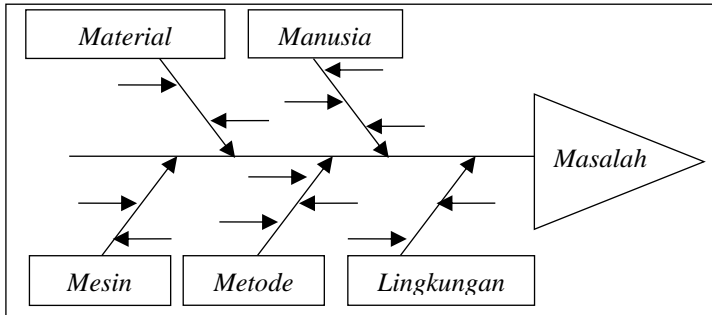 Material
Manusia
Masalah
Mesin
Metode
Lingkungan